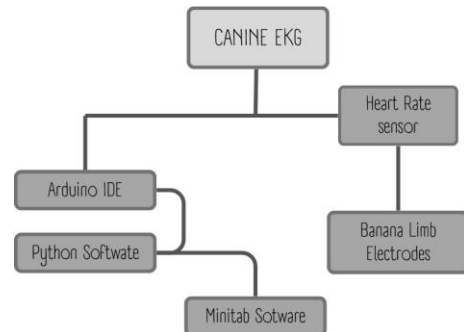 CANINE EKG
Heart Rate
sensor
Arduino IDE
Python Softwate
Banana Limb
Electrodes
Minitab Sotware